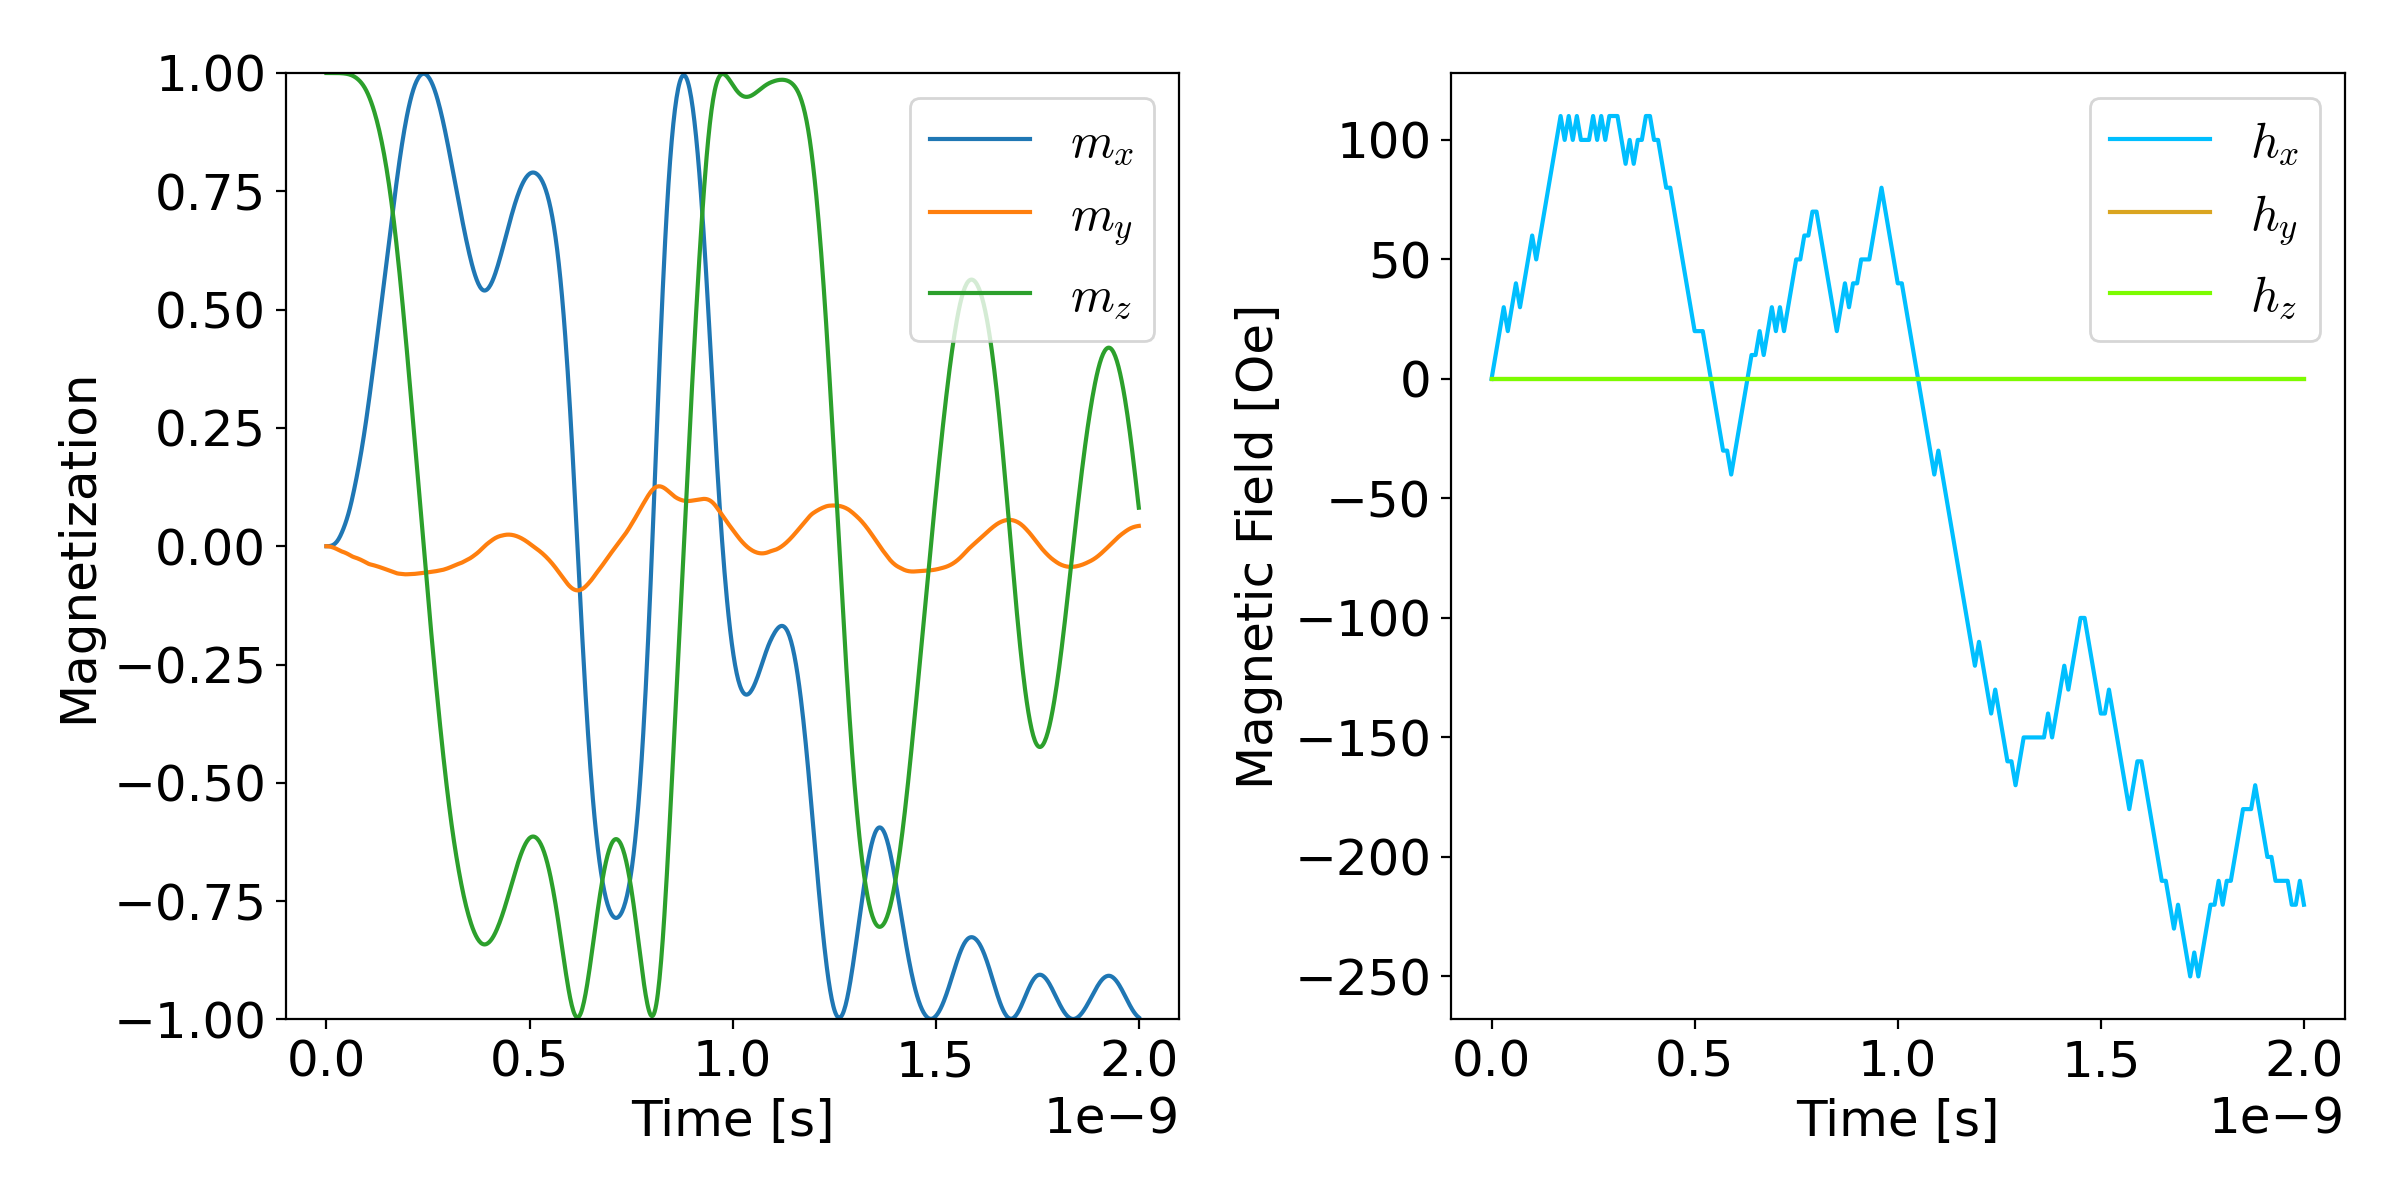 Magnetization
1.00
0.75
0.50
0.25
0.00
−0.25
−0.50
−0.75
−1.00
0.0 0.5 1.0 1.5 2.0
Time [s]
1e−9
m_x
m_y
m_z
Magnetic Field [Oe]
100
50
0
−50
−100
−150
−200
−250
0.0 0.5 1.0 1.5 2.0
Time [s]
1e−9
h_x
h_y
h_z